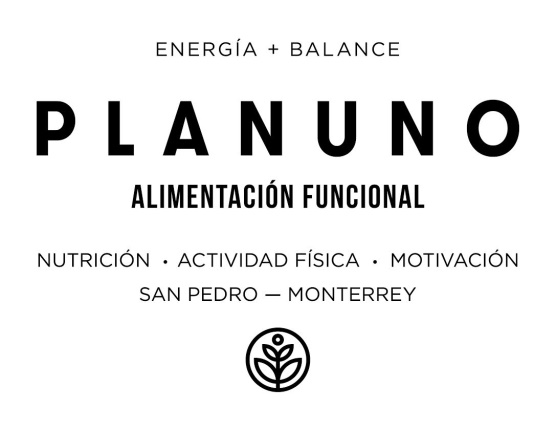 ENERGÍA + BALANCE
PLANUNO
ALIMENTACIÓN FUNCIONAL
NUTRICIÓN • ACTIVIDAD FÍSICA • MOTIVACIÓN
SAN PEDRO — MONTERREY